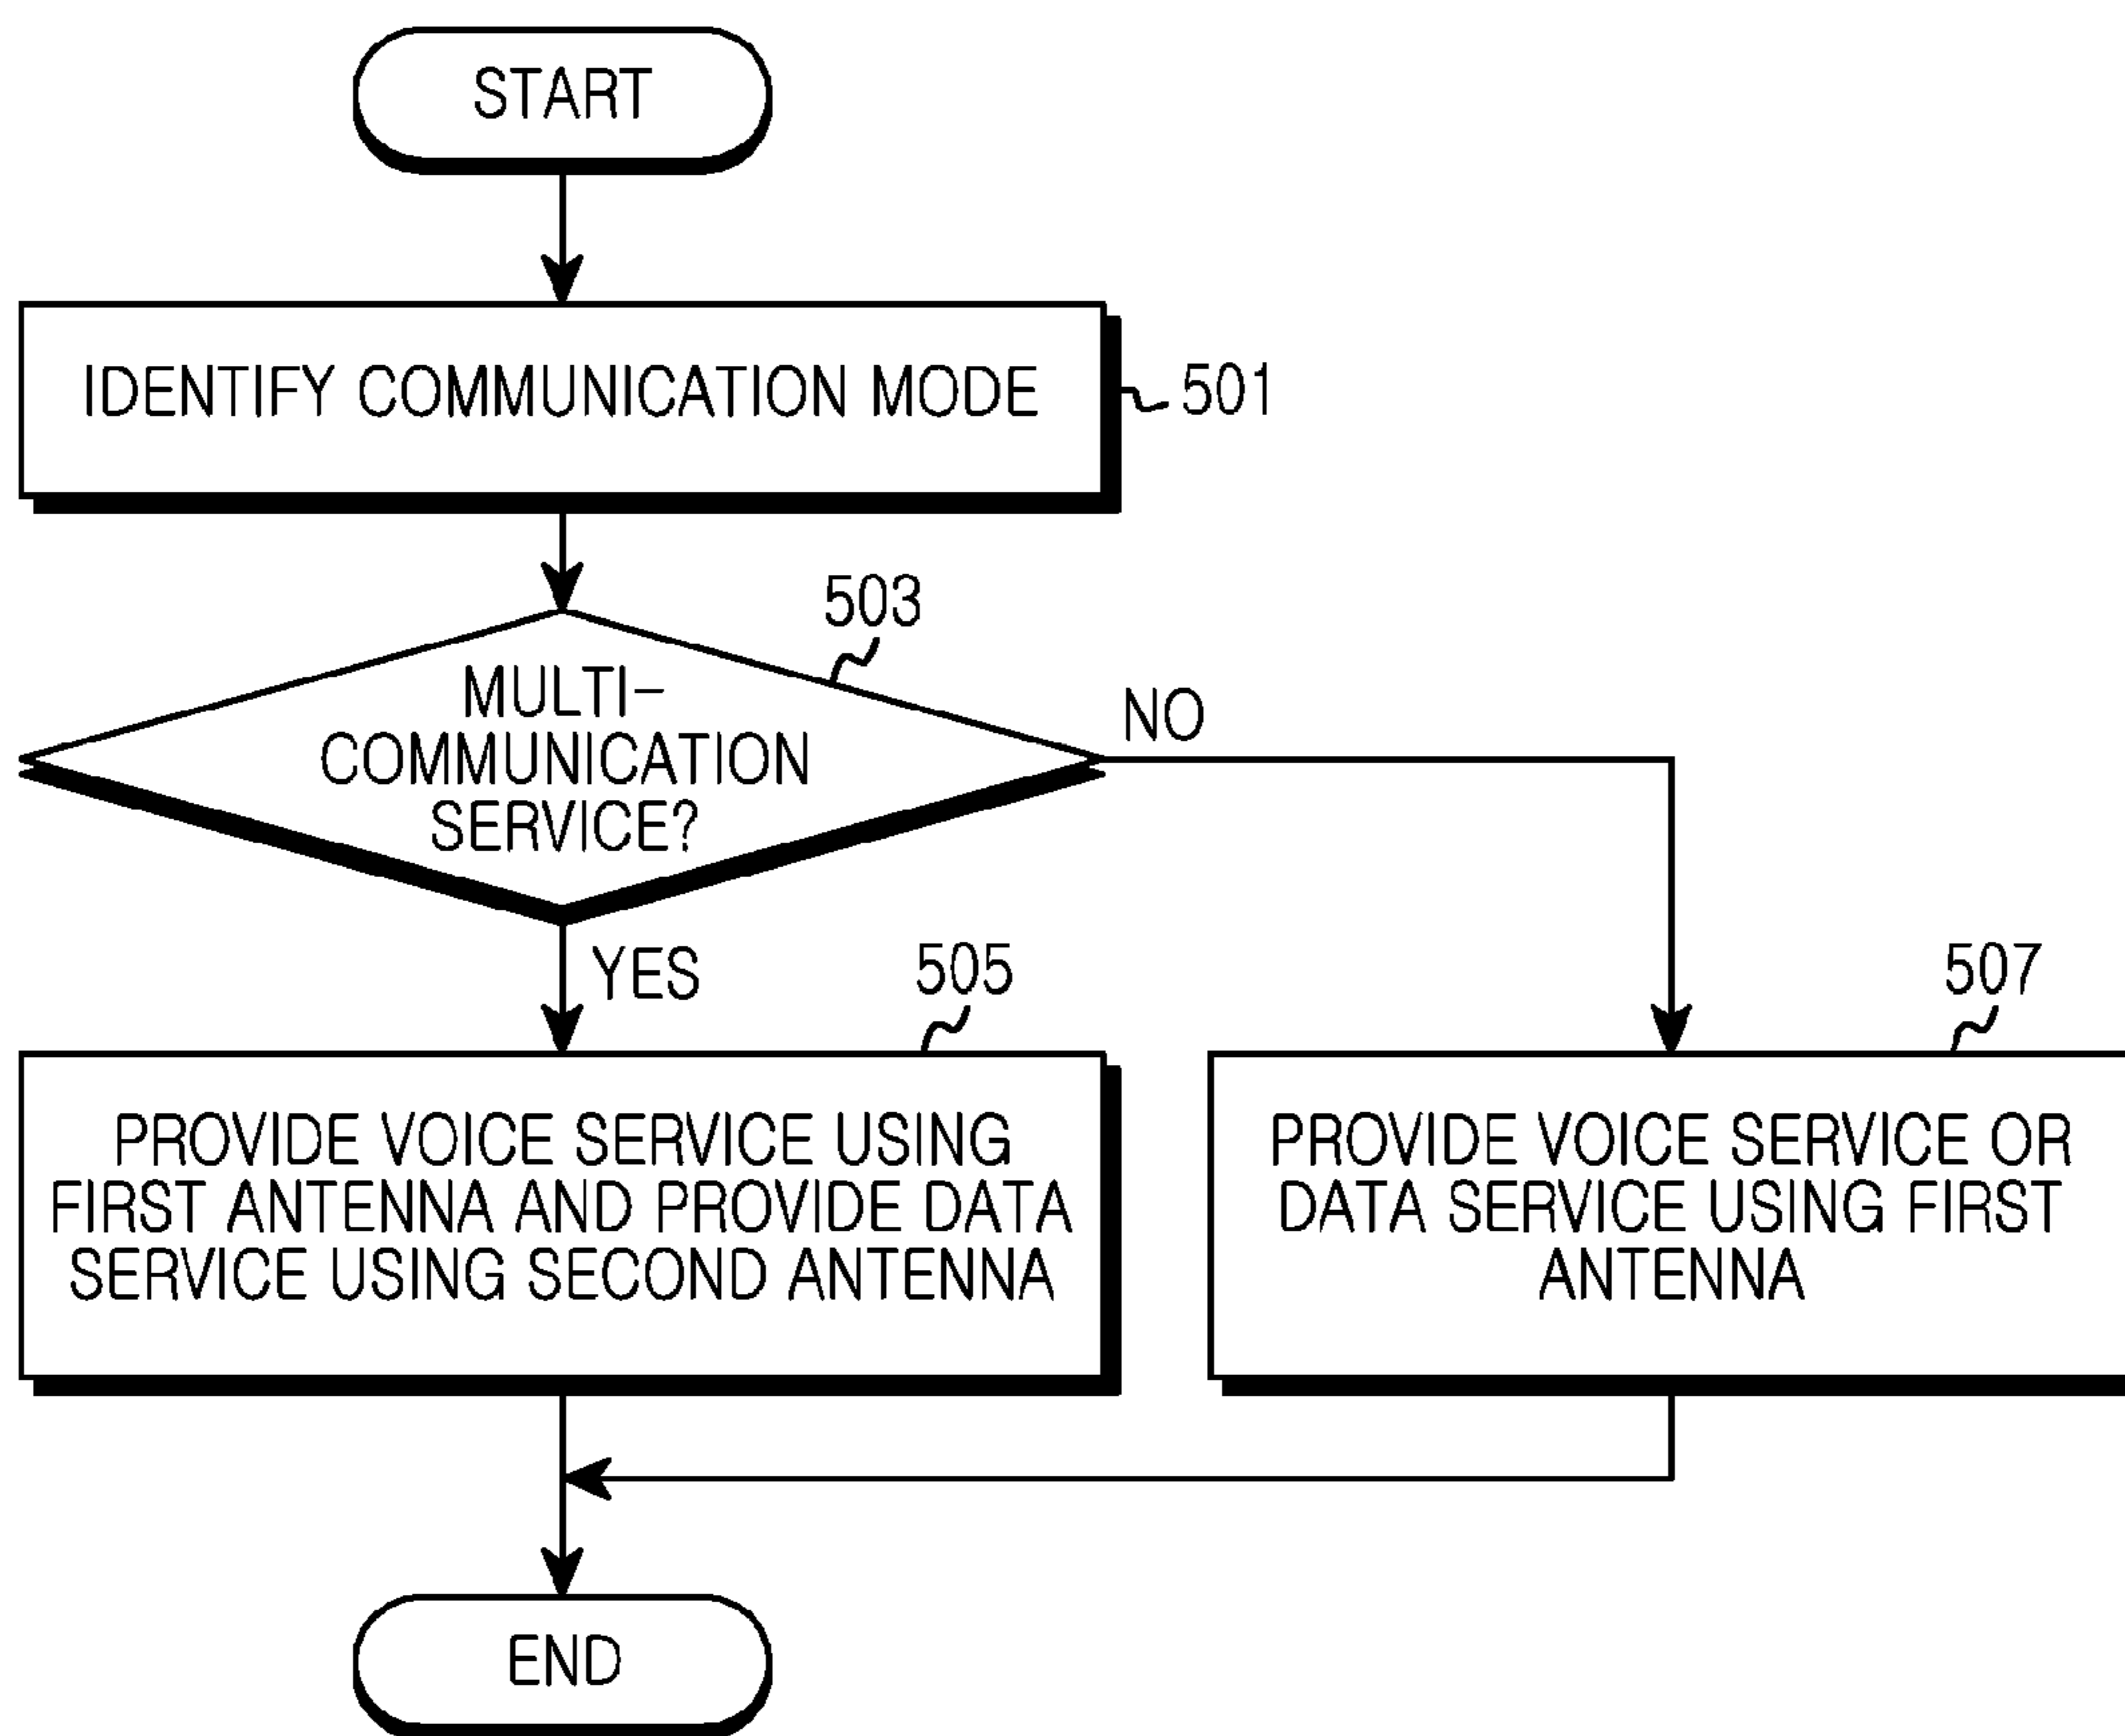 START
IDENTIFY COMMUNICATION MODE
501
503
MULTI-
COMMUNICATION
SERVICE?
NO
YES
505
507
PROVIDE VOICE SERVICE USING
FIRST ANTENNA AND PROVIDE DATA
SERVICE USING SECOND ANTENNA
PROVIDE VOICE SERVICE OR
DATA SERVICE USING FIRST
ANTENNA
END